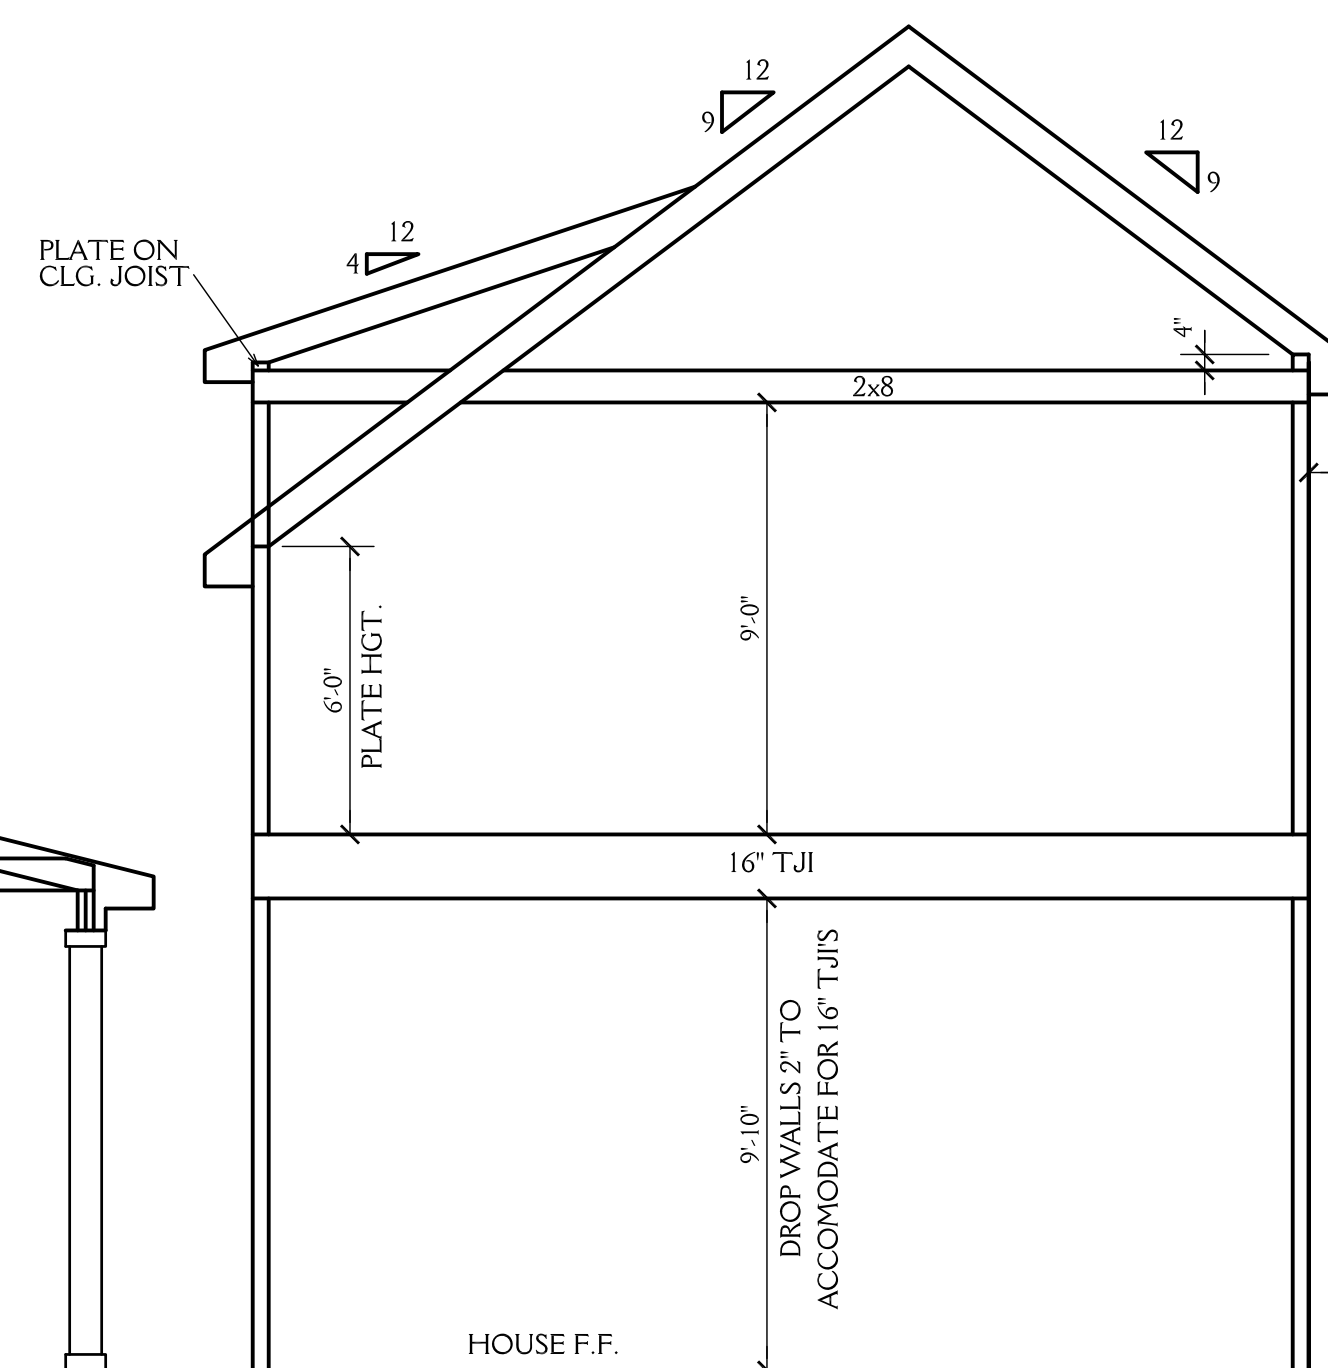 12
9
12
9
12
4
PLATE ON
CLG. JOIST
4"
2x8
9'-0"
6'-0"
PLATE HGT.
16" TJI
9'-10"
DROP WALLS 2" TO
ACCOMODATE FOR 16" TJI'S
HOUSE F.F.